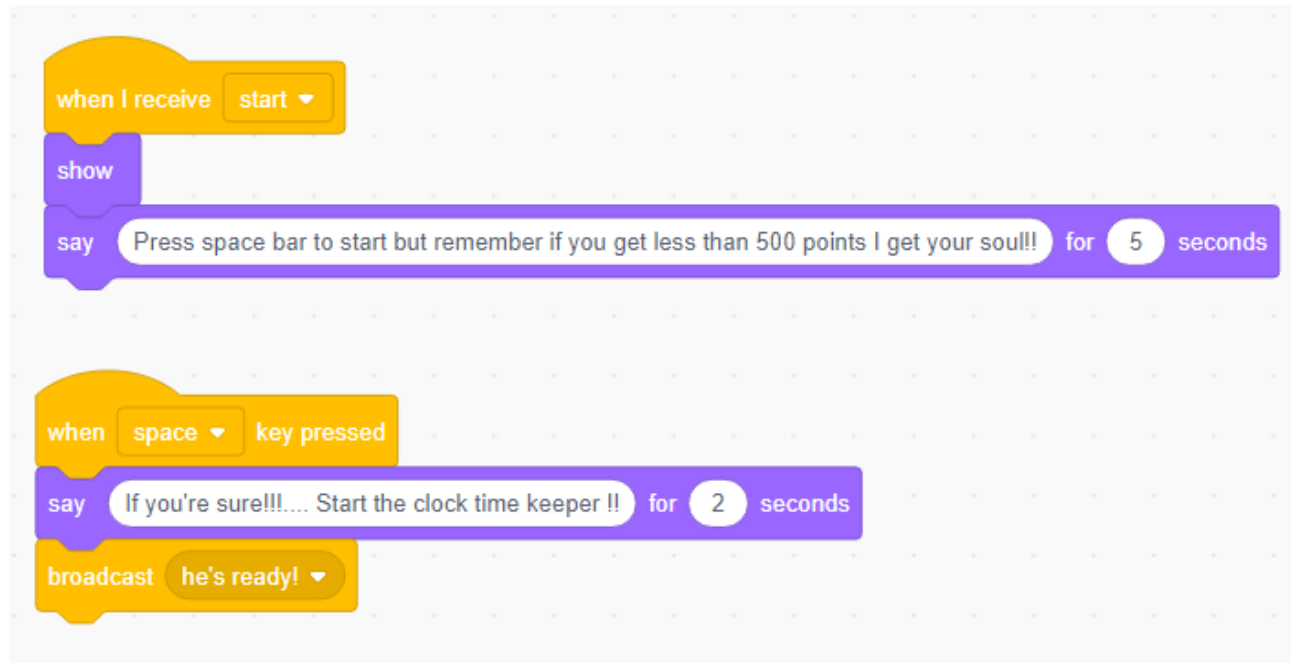 when I receive start
show
say Press space bar to start but remember if you get less than 500 points I get your soul!! for 5 seconds
when space key pressed
say If you're sure!!!.... Start the clock time keeper !! for 2 seconds
broadcast he's ready!